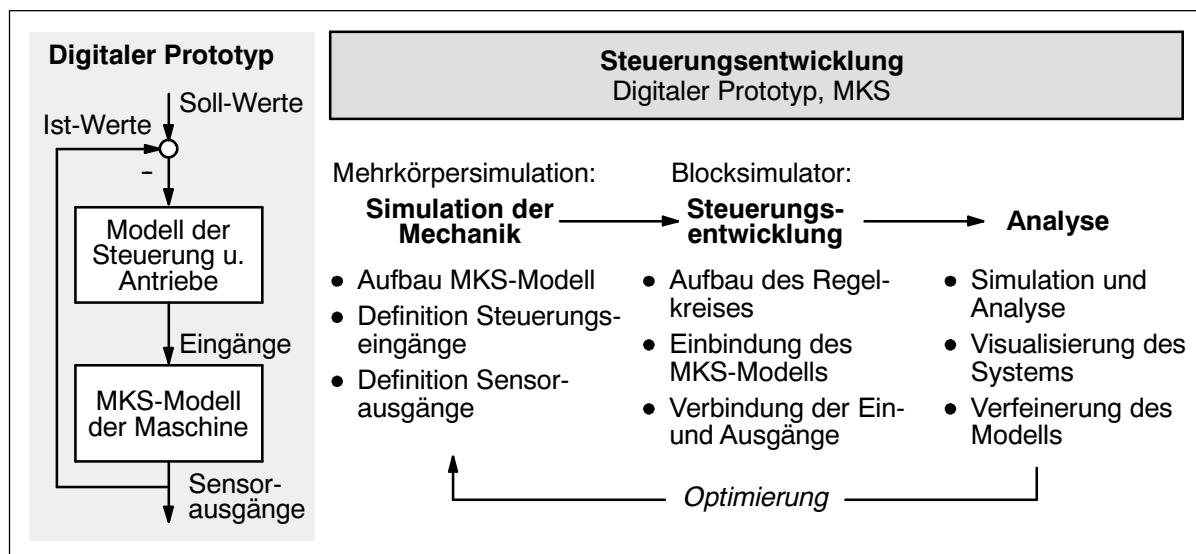 Digitaler Prototyp
Soll-Werte
Ist-Werte
-
Modell der
Steuerung u.
Antriebe
Eingänge
MKS-Modell
der Maschine
Sensor-
ausgänge
Steuerungsentwicklung
Digitaler Prototyp, MKS
Mehrkörpersimulation:
Simulation der
Mechanik
● Aufbau MKS-Modell
● Definition Steuerungs-
eingänge
● Definition Sensor-
ausgänge
Blocksimulator:
Steuerungs-
entwicklung
● Aufbau des Regel-
kreises
● Einbindung des
MKS-Modells
● Verbindung der Ein-
und Ausgänge
Analyse
● Simulation und
Analyse
● Visualisierung des
Systems
● Verfeinerung des
Modells
Optimierung